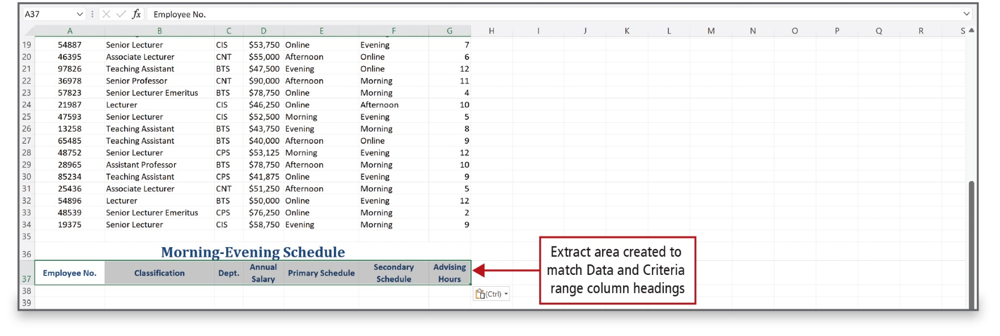 A37 fx Employee No.
A B C D E F G H I J K L M N O P Q R S
19 54887 Senior Lecturer CIS $53,750 Online Evening 7
20 46395 Associate Lecturer CNT $55,000 Afternoon Online 6
21 97826 Teaching Assistant BTS $47,500 Evening Online 12
22 36978 Senior Professor CNT $90,000 Afternoon Morning 11
23 57823 Senior Lecturer Emeritus BTS $78,750 Online Morning 4
24 21987 Lecturer CIS $46,250 Online Afternoon 10
25 47593 Senior Lecturer CIS $52,500 Morning Evening 5
26 13258 Teaching Assistant BTS $43,750 Evening Morning 8
27 65485 Teaching Assistant BTS $40,000 Afternoon Online 9
28 48752 Senior Lecturer CPS $53,125 Morning Evening 12
29 28965 Assistant Professor BTS $78,750 Afternoon Morning 10
30 85234 Teaching Assistant CPS $41,875 Online Evening 9
31 25436 Associate Lecturer CNT $51,250 Afternoon Morning 5
32 54896 Lecturer BTS $50,000 Online Evening 12
33 48539 Senior Lecturer Emeritus CPS $76,250 Online Morning 2
34 19375 Senior Lecturer CIS $58,750 Evening Morning 9
35
36 Morning-Evening Schedule
37 Employee No. Classification Dept. Annual Salary Primary Schedule Secondary Schedule Advising Hours
38
39
(Ctrl)
Extract area created to
match Data and Criteria
range column headings